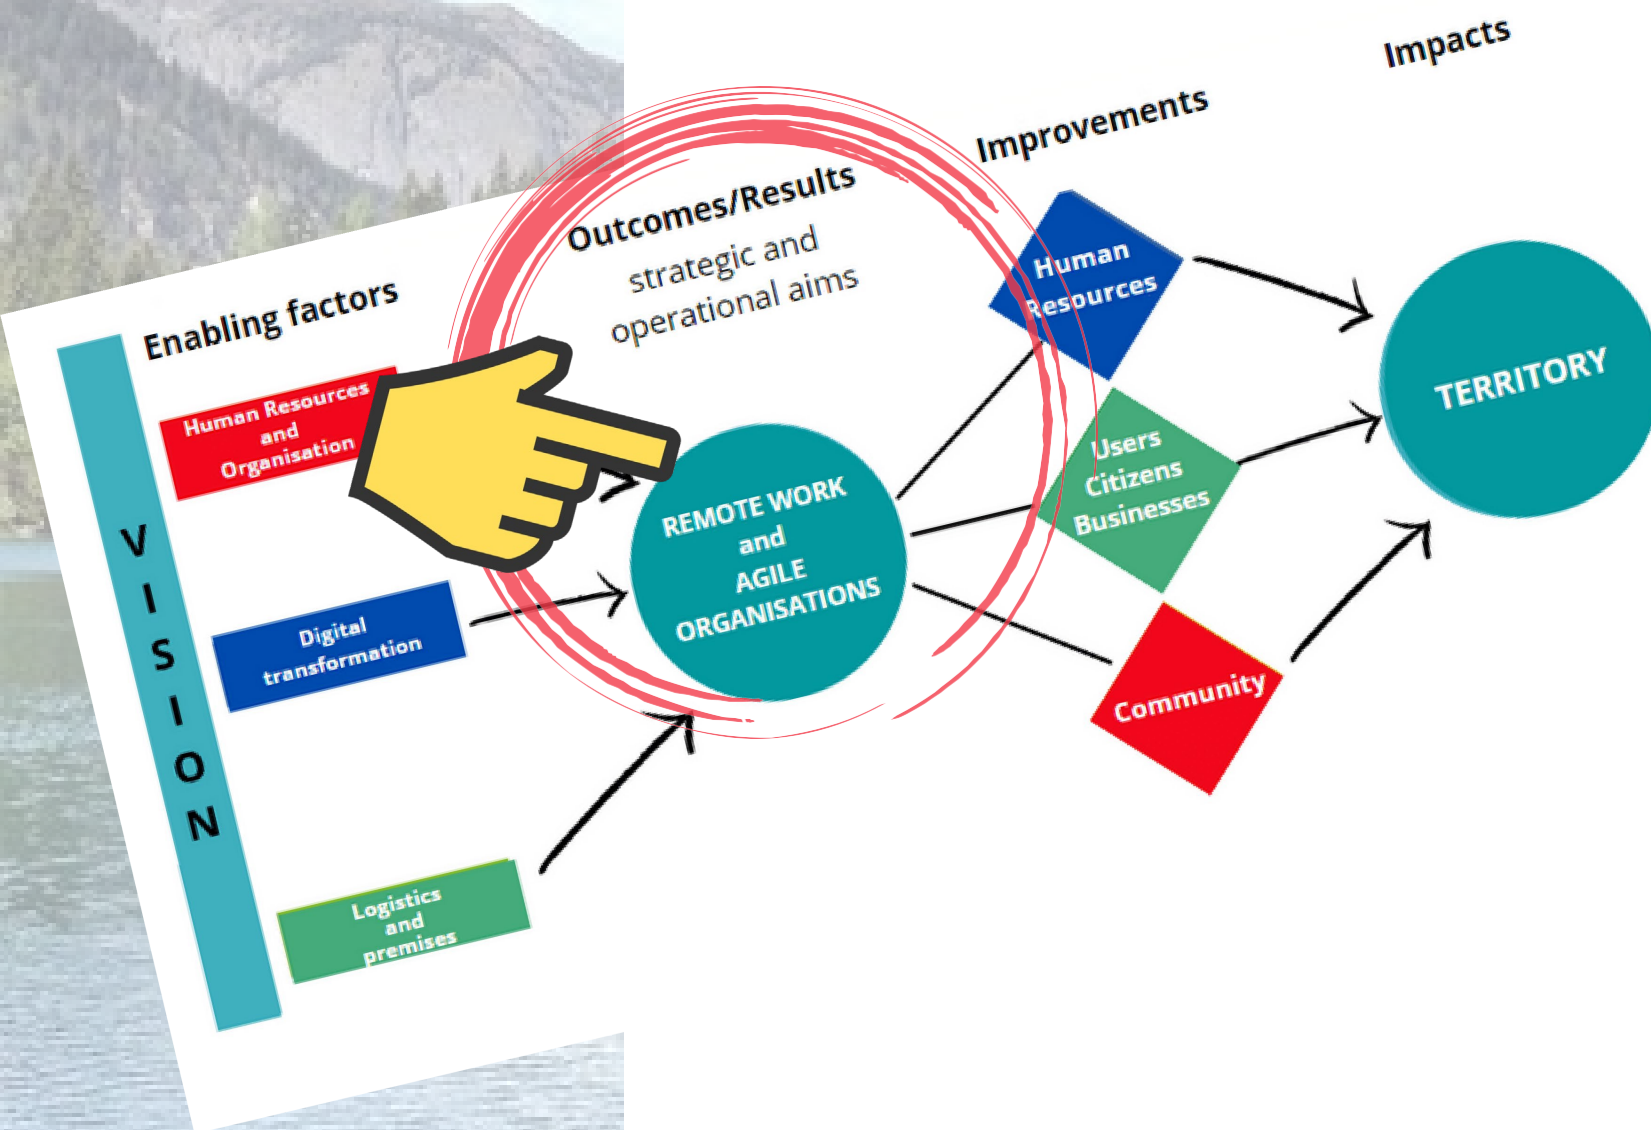 Impacts
Improvements
Outcomes/Results
strategic and
operational aims
Enabling factors
V
I
S
I
O
N
Human Resources
and
Organisation
Digital
transformation
Logistics
and
premises
REMOTE WORK
and
AGILE
ORGANISATIONS
Human
Resources
Users
Citizens
Businesses
Community
TERRITORY